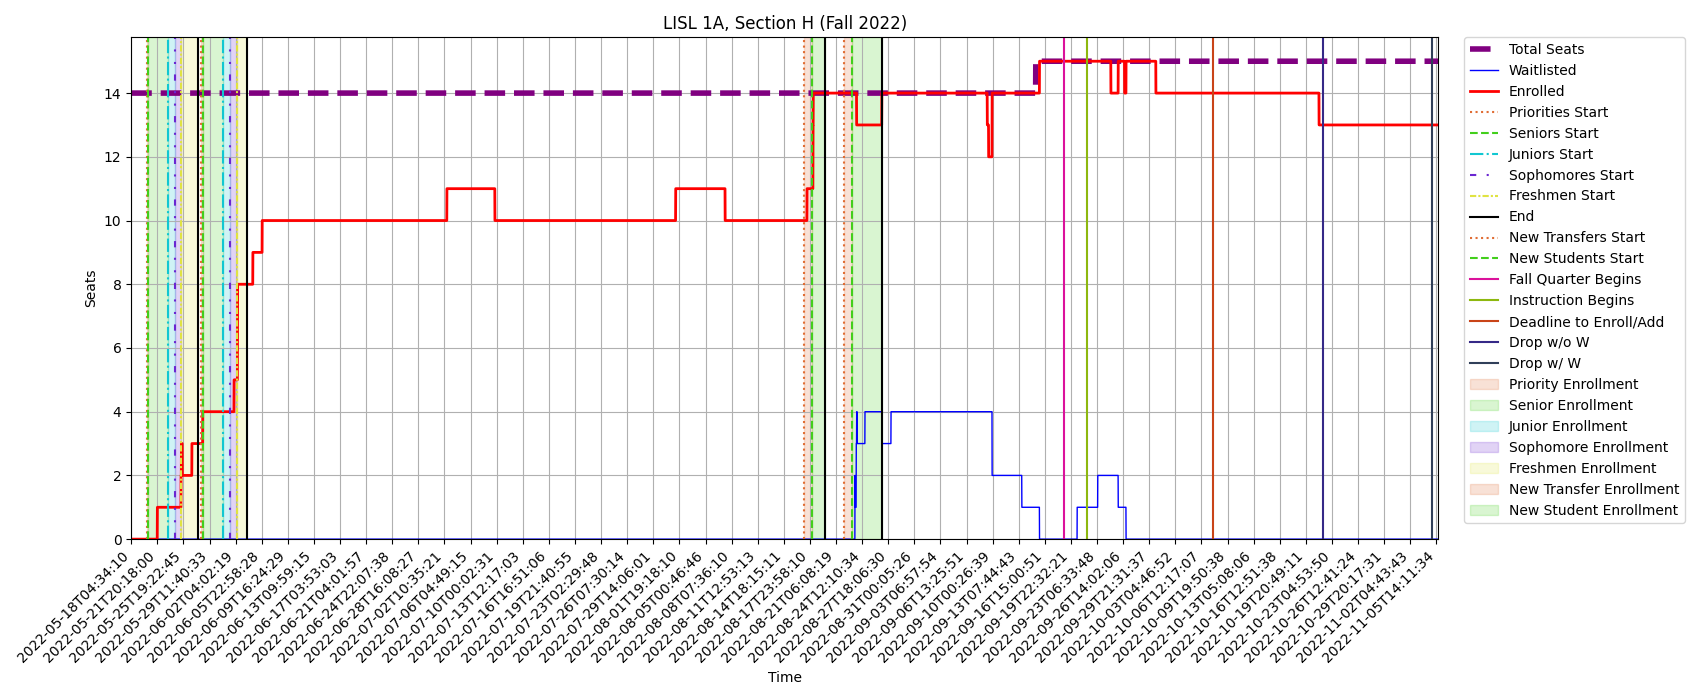 LISL 1A, Section H (Fall 2022)
Seats
14
12
10
8
6
4
2
0
2022-05-18T04:34:10
2022-05-21T20:18:00
2022-05-25T19:22:45
2022-05-29T11:40:33
2022-06-02T04:02:19
2022-06-05T22:58:28
2022-06-09T16:24:29
2022-06-13T09:59:15
2022-06-17T03:53:03
2022-06-21T04:01:57
2022-06-24T22:07:38
2022-06-28T16:08:27
2022-07-02T10:35:21
2022-07-06T04:49:15
2022-07-10T00:02:31
2022-07-13T12:17:03
2022-07-16T16:51:06
2022-07-19T21:40:55
2022-07-23T02:29:48
2022-07-26T07:30:14
2022-07-29T14:06:01
2022-08-01T19:18:10
2022-08-05T00:46:46
2022-08-08T07:36:10
2022-08-11T12:53:13
2022-08-14T18:15:11
2022-08-17T23:58:10
2022-08-21T06:08:19
2022-08-24T12:10:34
2022-08-27T18:06:30
2022-08-31T00:05:26
2022-09-03T06:57:54
2022-09-06T13:25:51
2022-09-10T00:26:39
2022-09-13T07:44:43
2022-09-16T15:00:51
2022-09-19T22:32:21
2022-09-23T06:33:48
2022-09-26T14:02:06
2022-09-29T21:31:37
2022-10-03T04:46:52
2022-10-06T12:17:07
2022-10-09T19:50:38
2022-10-13T05:08:06
2022-10-16T12:51:38
2022-10-19T20:49:11
2022-10-23T04:53:50
2022-10-26T12:41:24
2022-10-29T20:17:31
2022-11-02T04:43:43
2022-11-05T14:11:34
Time
Total Seats
Waitlisted
Enrolled
Priorities Start
Seniors Start
Juniors Start
Sophomores Start
Freshmen Start
End
New Transfers Start
New Students Start
Fall Quarter Begins
Instruction Begins
Deadline to Enroll/Add
Drop w/o W
Drop w/ W
Priority Enrollment
Senior Enrollment
Junior Enrollment
Sophomore Enrollment
Freshmen Enrollment
New Transfer Enrollment
New Student Enrollment